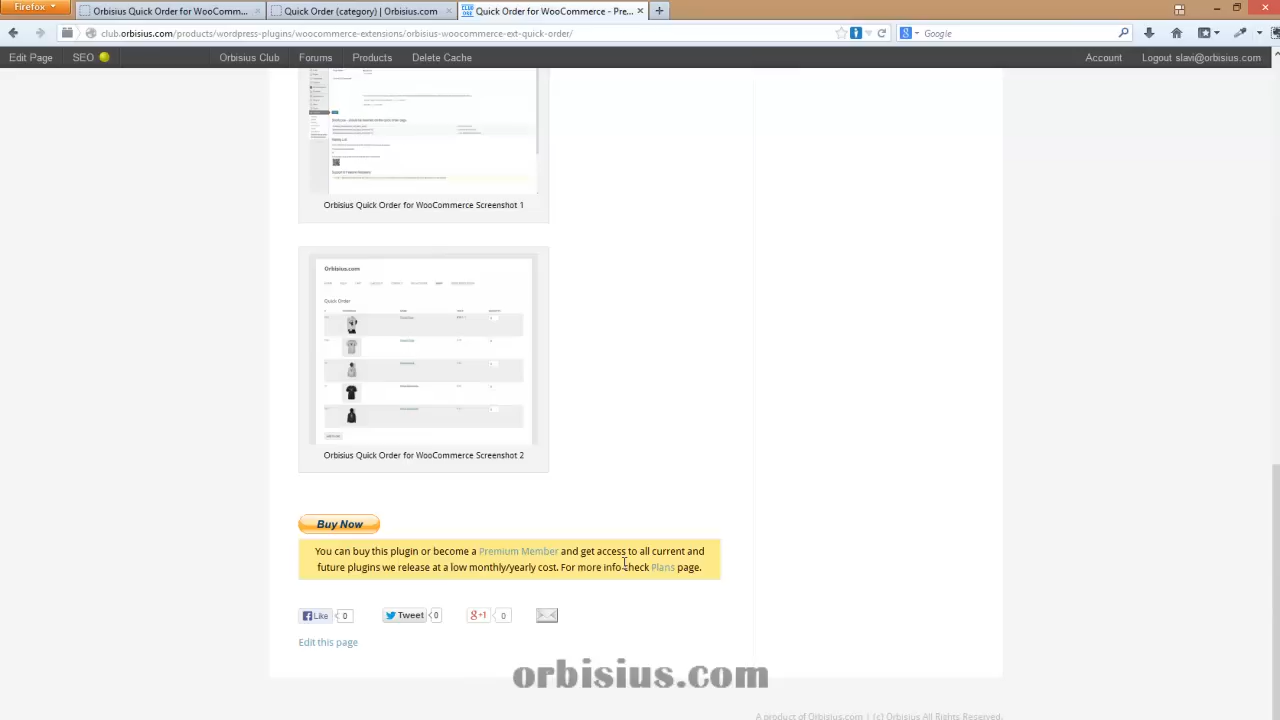 Firefox
Orbisius Quick Order for WooComm...
Quick Order (category) | Orbisius.com
Quick Order for WooCommerce - Pre...
club.orbisius.com/products/wordpress-plugins/woocommerce-extensions/orbisius-woocommerce-ext-quick-order/
Google
Edit Page SEO Orbisius Club Forums Products Delete Cache Account Logout slavi@orbisius.com
Orbisius Quick Order for WooCommerce Screenshot 1
Orbisius.com
Quick Order
Orbisius Quick Order for WooCommerce Screenshot 2
Buy Now
You can buy this plugin or become a Premium Member and get access to all current and
future plugins we release at a low monthly/yearly cost. For more info check Plans page.
Like 0 Tweet 0 +1 0
Edit this page
orbisius.com
A product of Orbisius.com | (c) Orbisius All Rights Reserved.